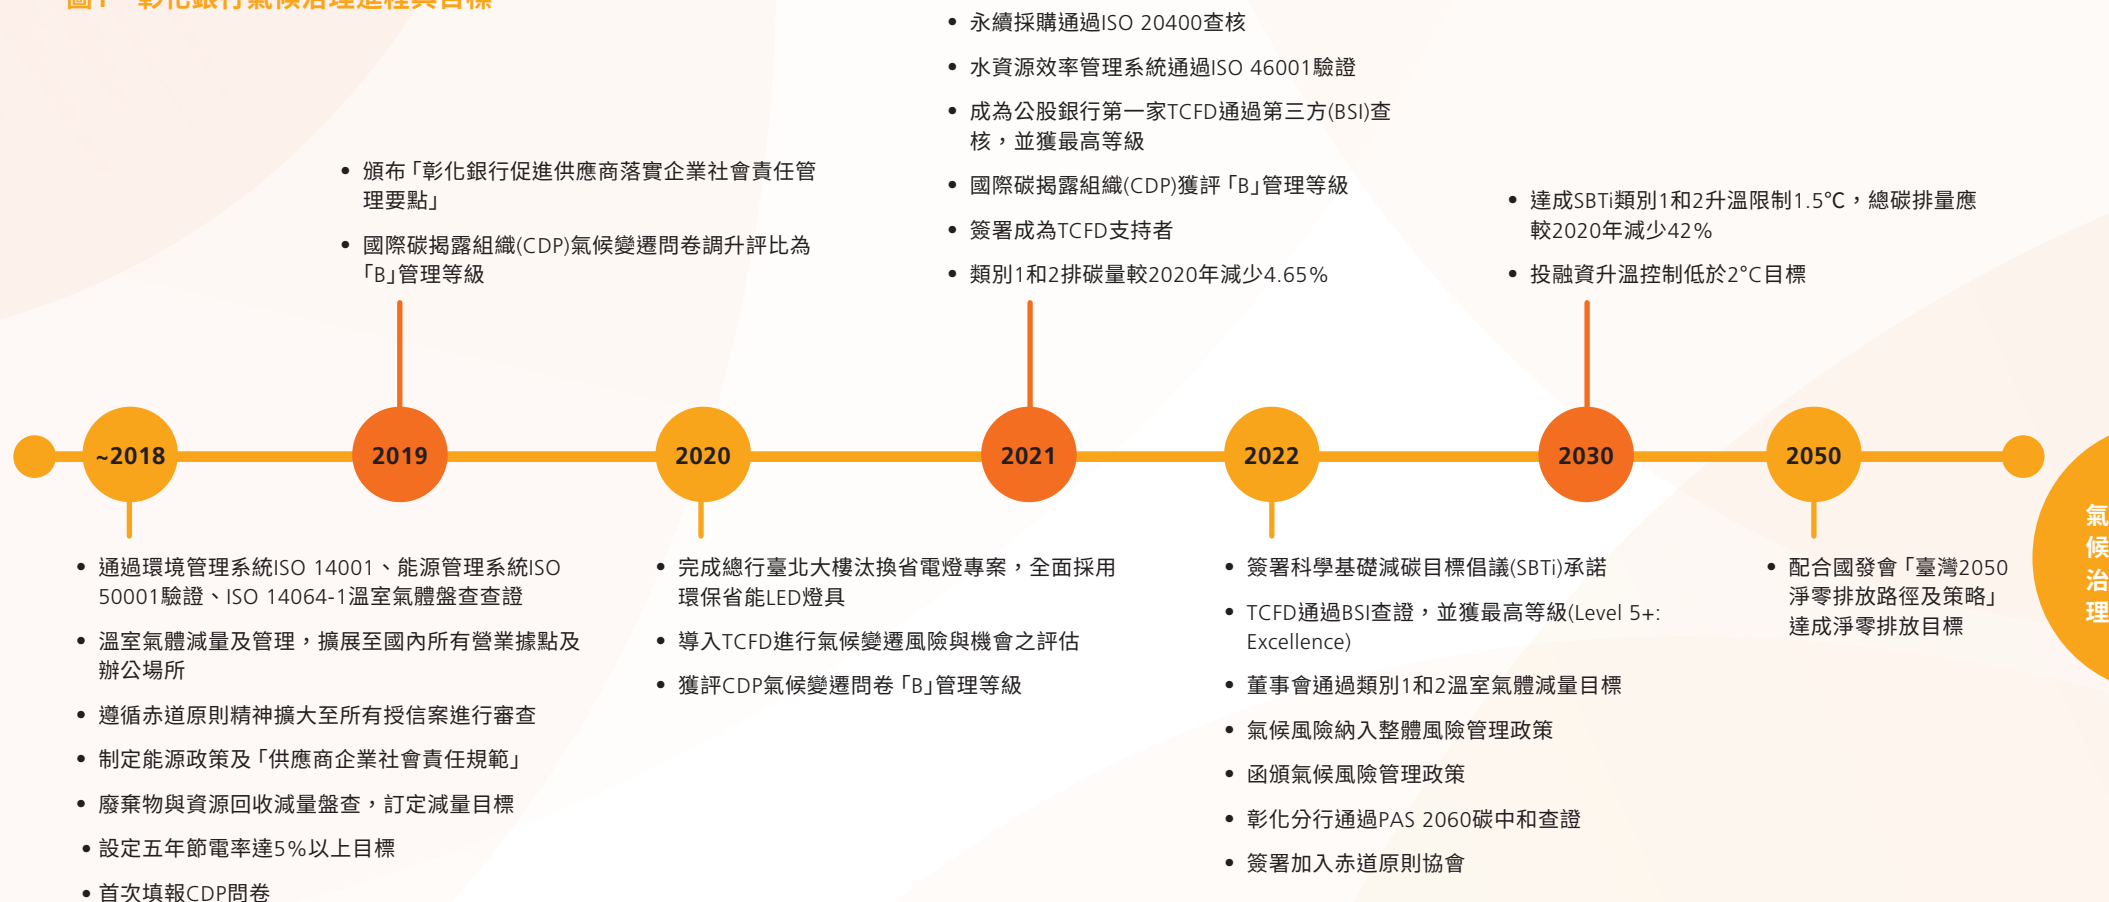 圖1 彰化銀行氣候治理進程與目標
• 永續採購通過ISO 20400查核
• 水資源效率管理系統通過ISO 46001驗證
• 成為公股銀行第一家TCFD通過第三方(BSI)查
核，並獲最高等級
• 國際碳揭露組織(CDP)獲評「B」管理等級
• 簽署成為TCFD支持者
• 類別1和2排碳量較2020年減少4.65%
• 頒布「彰化銀行促進供應商落實企業社會責任管
理要點」
• 國際碳揭露組織(CDP)氣候變遷問卷調升評比為
「B」管理等級
• 達成SBTi類別1和2升溫限制1.5℃，總碳排量應
較2020年減少42%
• 投融資升溫控制低於2°C目標
~2018
2019
2020
2021
2022
2030
2050
• 通過環境管理系統ISO 14001、能源管理系統ISO
50001驗證、ISO 14064-1溫室氣體盤查查證
• 溫室氣體減量及管理，擴展至國內所有營業據點及
辦公場所
• 遵循赤道原則精神擴大至所有授信案進行審查
• 制定能源政策及「供應商企業社會責任規範」
• 廢棄物與資源回收減量盤查，訂定減量目標
• 設定五年節電率達5%以上目標
• 首次填報CDP問卷
• 完成總行臺北大樓汰換省電燈專案，全面採用
環保省能LED燈具
• 導入TCFD進行氣候變遷風險與機會之評估
• 獲評CDP氣候變遷問卷「B」管理等級
• 簽署科學基礎減碳目標倡議(SBTi)承諾
• TCFD通過BSI查證，並獲最高等級(Level 5+:
Excellence)
• 董事會通過類別1和2溫室氣體減量目標
• 氣候風險納入整體風險管理政策
• 函頒氣候風險管理政策
• 彰化分行通過PAS 2060碳中和查證
• 簽署加入赤道原則協會
• 配合國發會「臺灣2050
淨零排放路徑及策略」
達成淨零排放目標
氣候治理